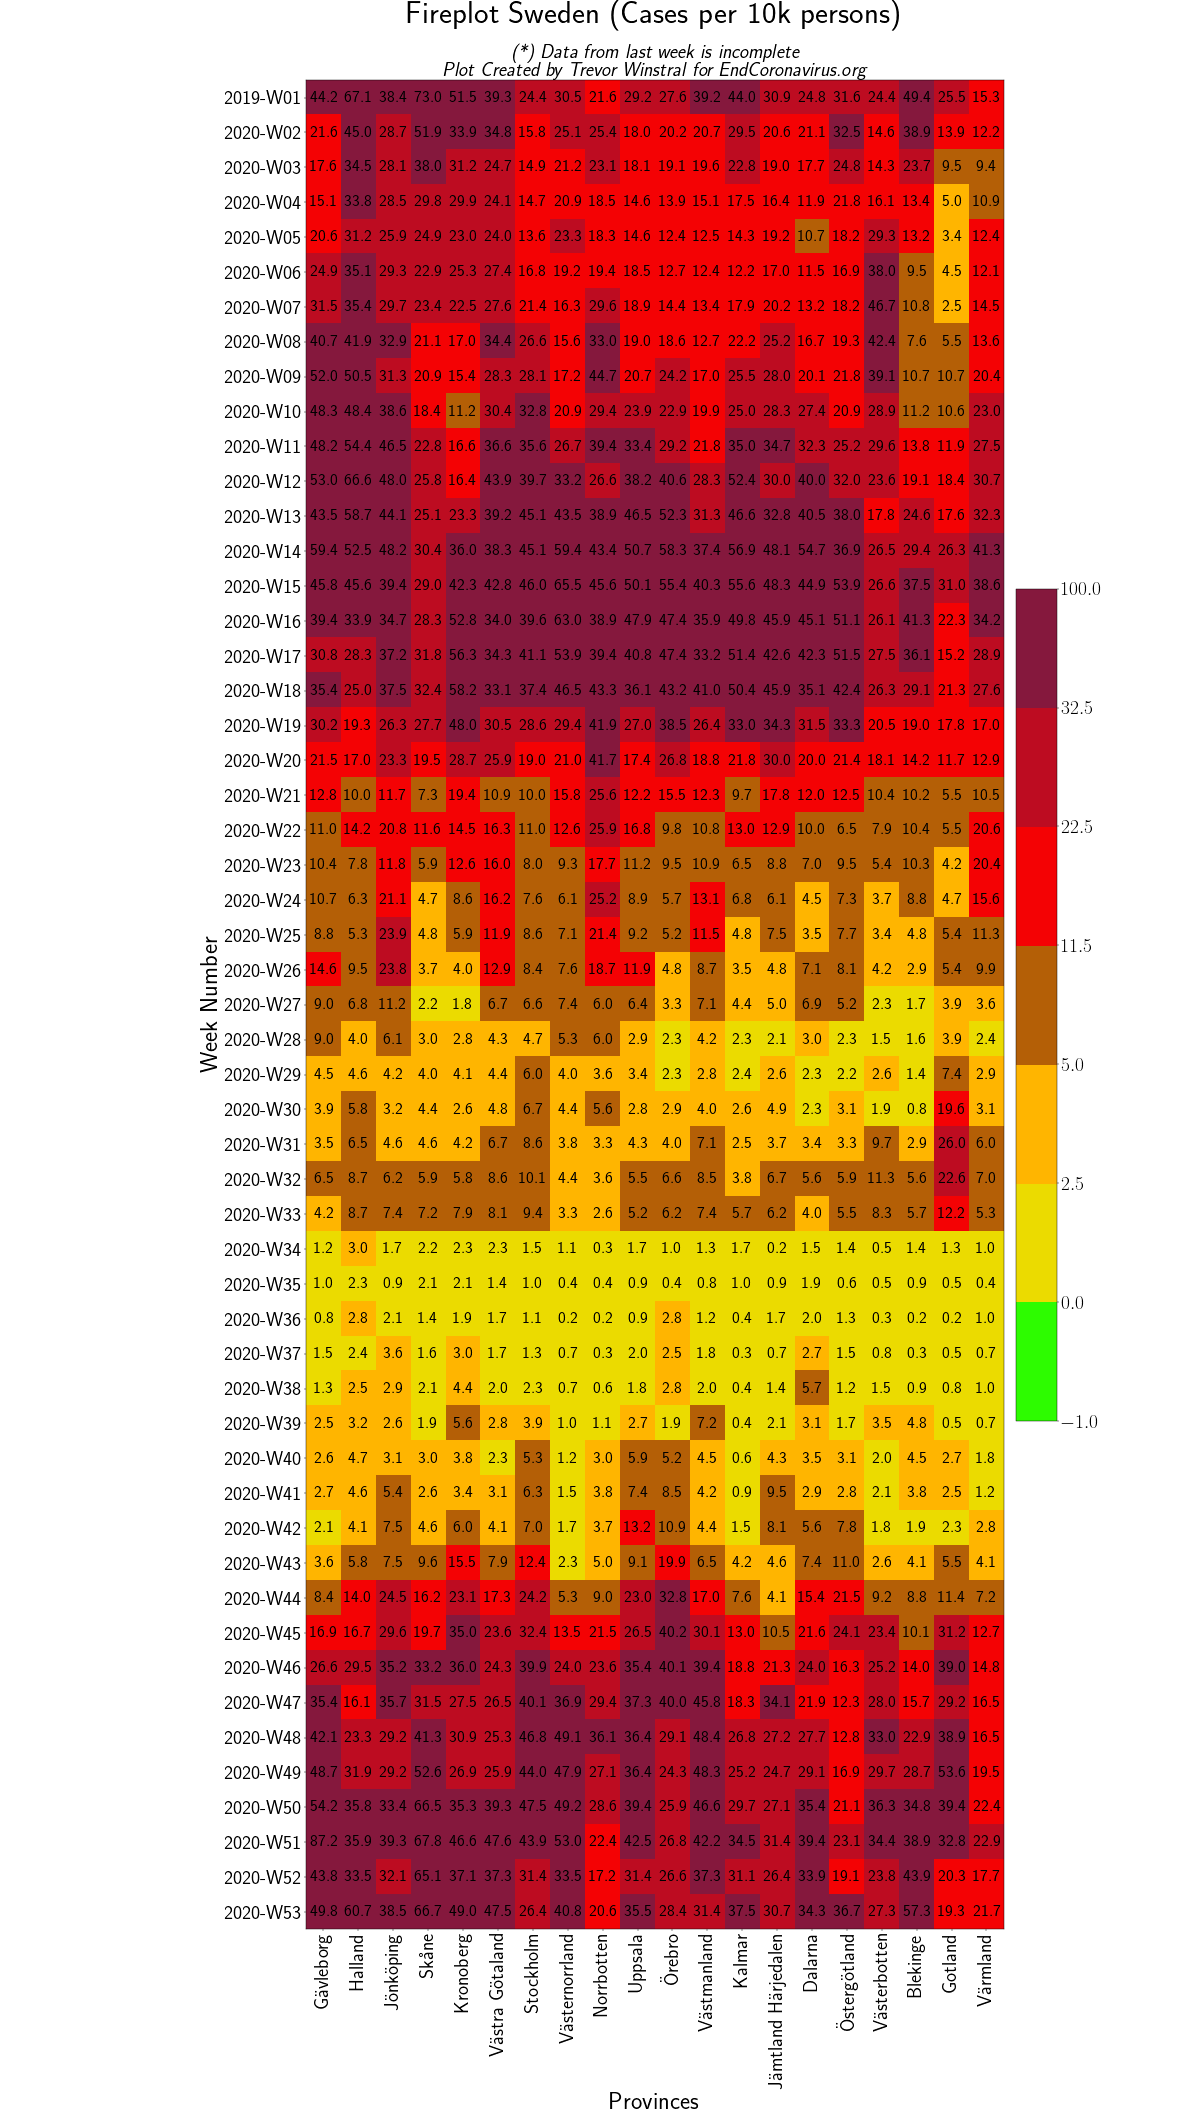 Fireplot Sweden (Cases per 10k persons)
(*) Data from last week is incomplete
Plot Created by Trevor Winstral for EndCoronavirus.org
2019-W01 44.2 67.1 38.4 73.0 51.5 39.3 24.4 30.5 21.6 29.2 27.6 39.2 44.0 30.9 24.8 31.6 24.4 49.4 25.5 15.3
2020-W02 21.6 45.0 28.7 51.9 33.9 34.8 15.8 25.1 25.4 18.0 20.2 20.7 29.5 20.6 21.1 32.5 14.6 38.9 13.9 12.2
2020-W03 17.6 34.5 28.1 38.0 31.2 24.7 14.9 21.2 23.1 18.1 19.1 19.6 22.8 19.0 17.7 24.8 14.3 23.7 9.5 9.4
2020-W04 15.1 33.8 28.5 29.8 29.9 24.1 14.7 20.9 18.5 14.6 13.9 15.1 17.5 16.4 11.9 21.8 16.1 13.4 5.0 10.9
2020-W05 20.6 31.2 25.9 24.9 23.0 24.0 13.6 23.3 18.3 14.6 12.4 12.5 14.3 19.2 10.7 18.2 29.3 13.2 3.4 12.4
2020-W06 24.9 35.1 29.3 22.9 25.3 27.4 16.8 19.2 19.4 18.5 12.7 12.4 12.2 17.0 11.5 16.9 38.0 9.5 4.5 12.1
2020-W07 31.5 35.4 29.7 23.4 22.5 27.6 21.4 16.3 29.6 18.9 14.4 13.4 17.9 20.2 13.2 18.2 46.7 10.8 2.5 14.5
2020-W08 40.7 41.9 32.9 21.1 17.0 34.4 26.6 15.6 33.0 19.0 18.6 12.7 22.2 25.2 16.7 19.3 42.4 7.6 5.5 13.6
2020-W09 52.0 50.5 31.3 20.9 15.4 28.3 28.1 17.2 44.7 20.7 24.2 17.0 25.5 28.0 20.1 21.8 39.1 10.7 10.7 20.4
2020-W10 48.3 48.4 38.6 18.4 11.2 30.4 32.8 20.9 29.4 23.9 22.9 19.9 25.0 28.3 27.4 20.9 28.9 11.2 10.6 23.0
2020-W11 48.2 54.4 46.5 22.8 16.6 36.6 35.6 26.7 39.4 33.4 29.2 21.8 35.0 34.7 32.3 25.2 29.6 13.8 11.9 27.5
2020-W12 53.0 66.6 48.0 25.8 16.4 43.9 39.7 33.2 26.6 38.2 40.6 28.3 52.4 30.0 40.0 32.0 23.6 19.1 18.4 30.7
2020-W13 43.5 58.7 44.1 25.1 23.3 39.2 45.1 43.5 38.9 46.5 52.3 31.3 46.6 32.8 40.5 38.0 17.8 24.6 17.6 32.3
2020-W14 59.4 52.5 48.2 30.4 36.0 38.3 45.1 59.4 43.4 50.7 58.3 37.4 56.9 48.1 54.7 36.9 26.5 29.4 26.3 41.3
2020-W15 45.8 45.6 39.4 29.0 42.3 42.8 46.0 65.5 45.6 50.1 55.4 40.3 55.6 48.3 44.9 53.9 26.6 37.5 31.0 38.6
2020-W16 39.4 33.9 34.7 28.3 52.8 34.0 39.6 63.0 38.9 47.9 47.4 35.9 49.8 45.9 45.1 51.1 26.1 41.3 22.3 34.2
2020-W17 30.8 28.3 37.2 31.8 56.3 34.3 41.1 53.9 39.4 40.8 47.4 33.2 51.4 42.6 42.3 51.5 27.5 36.1 15.2 28.9
2020-W18 35.4 25.0 37.5 32.4 58.2 33.1 37.4 46.5 43.3 36.1 43.2 41.0 50.4 45.9 35.1 42.4 26.3 29.1 21.3 27.6
2020-W19 30.2 19.3 26.3 27.7 48.0 30.5 28.6 29.4 41.9 27.0 38.5 26.4 33.0 34.3 31.5 33.3 20.5 19.0 17.8 17.0
2020-W20 21.5 17.0 23.3 19.5 28.7 25.9 19.0 21.0 41.7 17.4 26.8 18.8 21.8 30.0 20.0 21.4 18.1 14.2 11.7 12.9
2020-W21 12.8 10.0 11.7 7.3 19.4 10.9 10.0 15.8 25.6 12.2 15.5 12.3 9.7 17.8 12.0 12.5 10.4 10.2 5.5 10.5
2020-W22 11.0 14.2 20.8 11.6 14.5 16.3 11.0 12.6 25.9 16.8 9.8 10.8 13.0 12.9 10.0 6.5 7.9 10.4 5.5 20.6
2020-W23 10.4 7.8 11.8 5.9 12.6 16.0 8.0 9.3 17.7 11.2 9.5 10.9 6.5 8.8 7.0 9.5 5.4 10.3 4.2 20.4
2020-W24 10.7 6.3 21.1 4.7 8.6 16.2 7.6 6.1 25.2 8.9 5.7 13.1 6.8 6.1 4.5 7.3 3.7 8.8 4.7 15.6
2020-W25 8.8 5.3 23.9 4.8 5.9 11.9 8.6 7.1 21.4 9.2 5.2 11.5 4.8 7.5 3.5 7.7 3.4 4.8 5.4 11.3
2020-W26 14.6 9.5 23.8 3.7 4.0 12.9 8.4 7.6 18.7 11.9 4.8 8.7 3.5 4.8 7.1 8.1 4.2 2.9 5.4 9.9
2020-W27 9.0 6.8 11.2 2.2 1.8 6.7 6.6 7.4 6.0 6.4 3.3 7.1 4.4 5.0 6.9 5.2 2.3 1.7 3.9 3.6
2020-W28 9.0 4.0 6.1 3.0 2.8 4.3 4.7 5.3 6.0 2.9 2.3 4.2 2.3 2.1 3.0 2.3 1.5 1.6 3.9 2.4
2020-W29 4.5 4.6 4.2 4.0 4.1 4.4 6.0 4.0 3.6 3.4 2.3 2.8 2.4 2.6 2.3 2.2 2.6 1.4 7.4 2.9
2020-W30 3.9 5.8 3.2 4.4 2.6 4.8 6.7 4.4 5.6 2.8 2.9 4.0 2.6 4.9 2.3 3.1 1.9 0.8 19.6 3.1
2020-W31 3.5 6.5 4.6 4.6 4.2 6.7 8.6 3.8 3.3 4.3 4.0 7.1 2.5 3.7 3.4 3.3 9.7 2.9 26.0 6.0
2020-W32 6.5 8.7 6.2 5.9 5.8 8.6 10.1 4.4 3.6 5.5 6.6 8.5 3.8 6.7 5.6 5.9 11.3 5.6 22.6 7.0
2020-W33 4.2 8.7 7.4 7.2 7.9 8.1 9.4 3.3 2.6 5.2 6.2 7.4 5.7 6.2 4.0 5.5 8.3 5.7 12.2 5.3
2020-W34 1.2 3.0 1.7 2.2 2.3 2.3 1.5 1.1 0.3 1.7 1.0 1.3 1.7 0.2 1.5 1.4 0.5 1.4 1.3 1.0
2020-W35 1.0 2.3 0.9 2.1 2.1 1.4 1.0 0.4 0.4 0.9 0.4 0.8 1.0 0.9 1.9 0.6 0.5 0.9 0.5 0.4
2020-W36 0.8 2.8 2.1 1.4 1.9 1.7 1.1 0.2 0.2 0.9 2.8 1.2 0.4 1.7 2.0 1.3 0.3 0.2 0.2 1.0
2020-W37 1.5 2.4 3.6 1.6 3.0 1.7 1.3 0.7 0.3 2.0 2.5 1.8 0.3 0.7 2.7 1.5 0.8 0.3 0.5 0.7
2020-W38 1.3 2.5 2.9 2.1 4.4 2.0 2.3 0.7 0.6 1.8 2.8 2.0 0.4 1.4 5.7 1.2 1.5 0.9 0.8 1.0
2020-W39 2.5 3.2 2.6 1.9 5.6 2.8 3.9 1.0 1.1 2.7 1.9 7.2 0.4 2.1 3.1 1.7 3.5 4.8 0.5 0.7
2020-W40 2.6 4.7 3.1 3.0 3.8 2.3 5.3 1.2 3.0 5.9 5.2 4.5 0.6 4.3 3.5 3.1 2.0 4.5 2.7 1.8
2020-W41 2.7 4.6 5.4 2.6 3.4 3.1 6.3 1.5 3.8 7.4 8.5 4.2 0.9 9.5 2.9 2.8 2.1 3.8 2.5 1.2
2020-W42 2.1 4.1 7.5 4.6 6.0 4.1 7.0 1.7 3.7 13.2 10.9 4.4 1.5 8.1 5.6 7.8 1.8 1.9 2.3 2.8
2020-W43 3.6 5.8 7.5 9.6 15.5 7.9 12.4 2.3 5.0 9.1 19.9 6.5 4.2 4.6 7.4 11.0 2.6 4.1 5.5 4.1
2020-W44 8.4 14.0 24.5 16.2 23.1 17.3 24.2 5.3 9.0 23.0 32.8 17.0 7.6 4.1 15.4 21.5 9.2 8.8 11.4 7.2
2020-W45 16.9 16.7 29.6 19.7 35.0 23.6 32.4 13.5 21.5 26.5 40.2 30.1 13.0 10.5 21.6 24.1 23.4 10.1 31.2 12.7
2020-W46 26.6 29.5 35.2 33.2 36.0 24.3 39.9 24.0 23.6 35.4 40.1 39.4 18.8 21.3 24.0 16.3 25.2 14.0 39.0 14.8
2020-W47 35.4 16.1 35.7 31.5 27.5 26.5 40.1 36.9 29.4 37.3 40.0 45.8 18.3 34.1 21.9 12.3 28.0 15.7 29.2 16.5
2020-W48 42.1 23.3 29.2 41.3 30.9 25.3 46.8 49.1 36.1 36.4 29.1 48.4 26.8 27.2 27.7 12.8 33.0 22.9 38.9 16.5
2020-W49 48.7 31.9 29.2 52.6 26.9 25.9 44.0 47.9 27.1 36.4 24.3 48.3 25.2 24.7 29.1 16.9 29.7 28.7 53.6 19.5
2020-W50 54.2 35.8 33.4 66.5 35.3 39.3 47.5 49.2 28.6 39.4 25.9 46.6 29.7 27.1 35.4 21.1 36.3 34.8 39.4 22.4
2020-W51 87.2 35.9 39.3 67.8 46.6 47.6 43.9 53.0 22.4 42.5 26.8 42.2 34.5 31.4 39.4 23.1 34.4 38.9 32.8 22.9
2020-W52 43.8 33.5 32.1 65.1 37.1 37.3 31.4 33.5 17.2 31.4 26.6 37.3 31.1 26.4 33.9 19.1 23.8 43.9 20.3 17.7
2020-W53 49.8 60.7 38.5 66.7 49.0 47.5 26.4 40.8 20.6 35.5 28.4 31.4 37.5 30.7 34.3 36.7 27.3 57.3 19.3 21.7
Week Number
Gävleborg
Halland
Jönköping
Skåne
Kronoberg
Västra Götaland
Stockholm
Västernorrland
Norrbotten
Uppsala
Örebro
Västmanland
Kalmar
Jämtland Härjedalen
Dalarna
Östergötland
Västerbotten
Blekinge
Gotland
Värmland
Provinces
100.0
32.5
22.5
11.5
5.0
2.5
0.0
−1.0